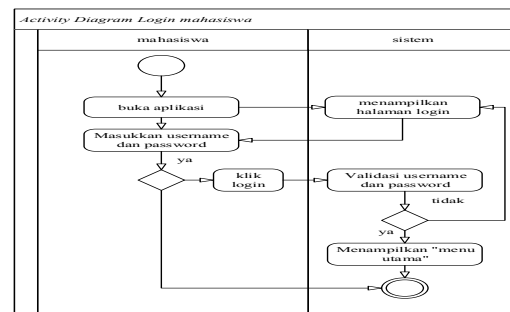 Activity Diagram Login mahasiswa
mahasiswa
sistem
buka aplikasi
menampilkan
halaman login
Masukkan username
dan password
ya
klik
login
Validasi username
dan password
tidak
ya
Menampilkan "menu
utama"